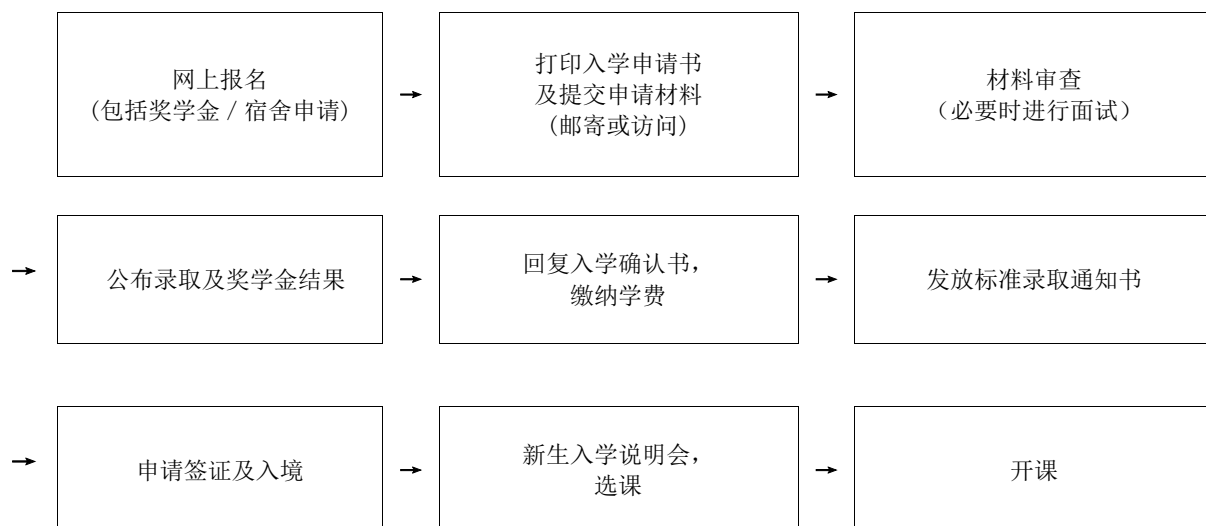 网上报名
(包括奖学金 / 宿舍申请)
打印入学申请书
及提交申请材料
(邮寄或访问)
材料审查
（必要时进行面试）
公布录取及奖学金结果
回复入学确认书，
缴纳学费
发放标准录取通知书
申请签证及入境
新生入学说明会，
选课
开课